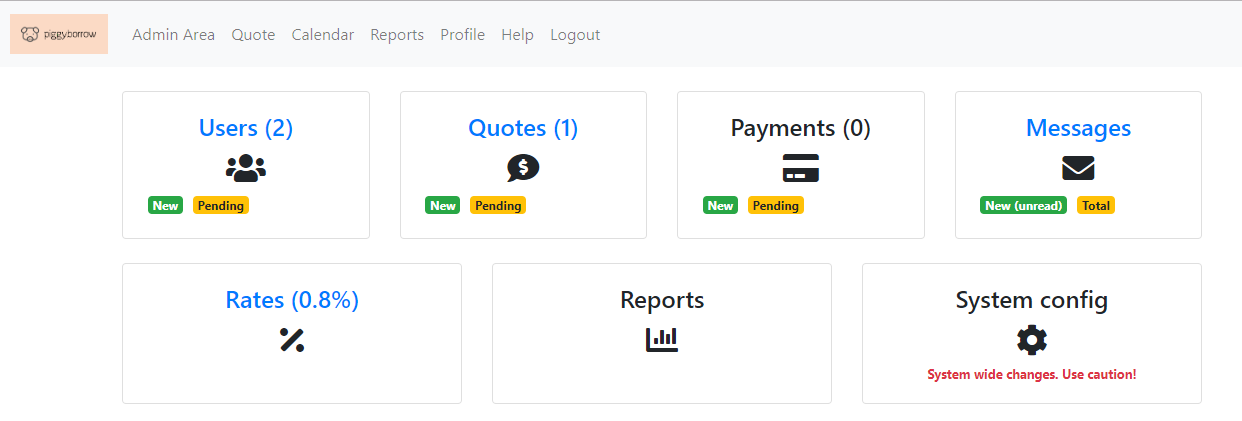 piggyborrow
Admin Area Quote Calendar Reports Profile Help Logout
Users (2)
New Pending
Quotes (1)
New Pending
Payments (0)
New Pending
Messages
New (unread) Total
Rates (0.8%)
Reports
System config
System wide changes. Use caution!